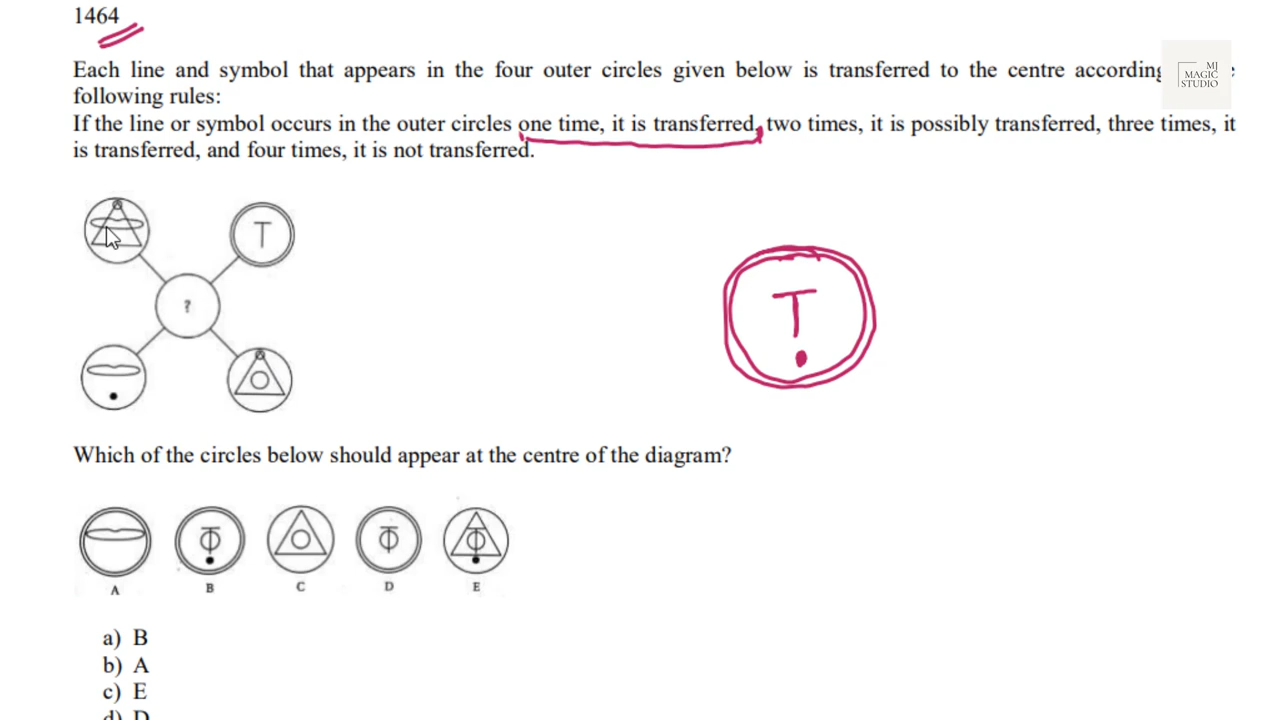 1464
MJ
MAGIC
STUDIO
Each line and symbol that appears in the four outer circles given below is transferred to the centre according
following rules:
If the line or symbol occurs in the outer circles one time, it is transferred, two times, it is possibly transferred, three times, it
is transferred, and four times, it is not transferred.
T
?
T
Which of the circles below should appear at the centre of the diagram?
A B C D E
a) B
b) A
c) E
d) D